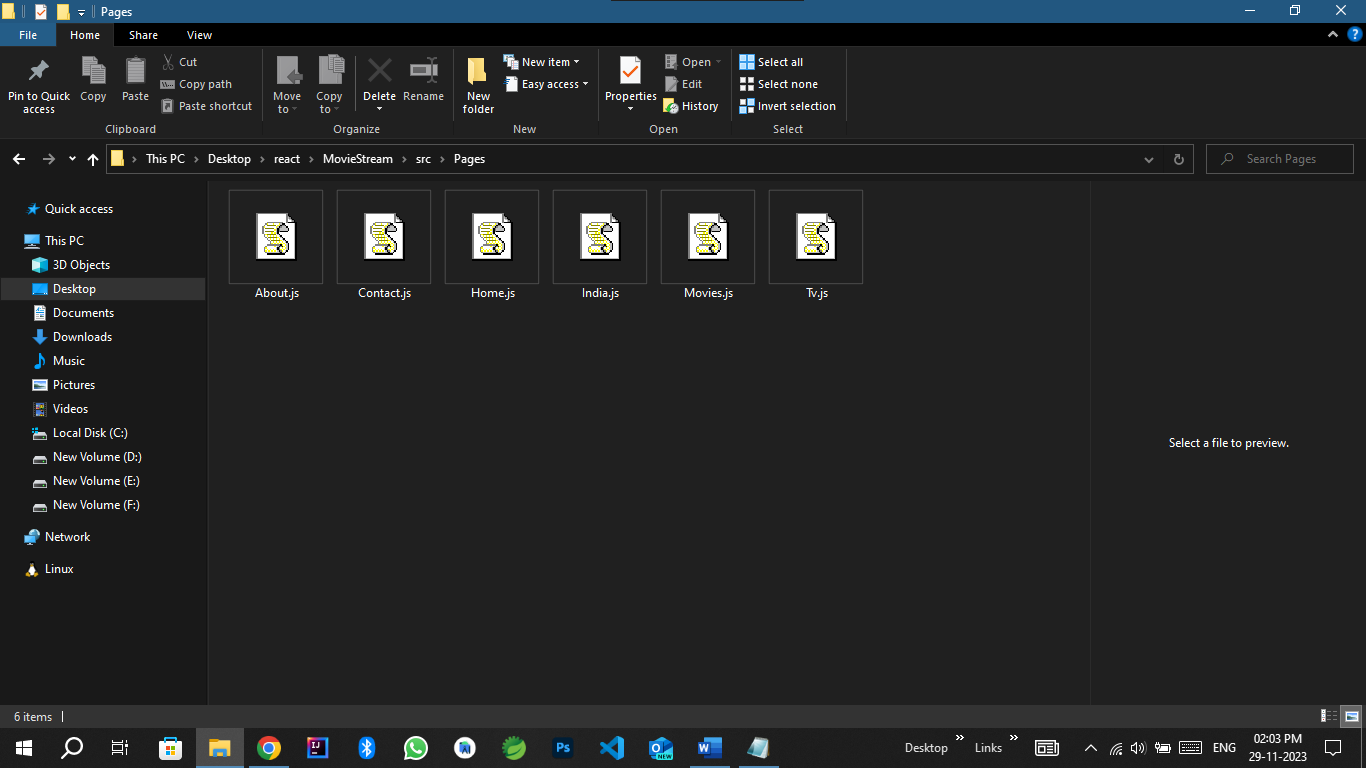 Pages
File Home Share View
Pin to Quick access
Copy
Paste
Cut
Copy path
Paste shortcut
Clipboard
Move to
Copy to
Delete
Rename
Organize
New folder
New item
Easy access
New
Properties
Open
Edit
History
Open
Select all
Select none
Invert selection
Select
This PC > Desktop > react > MovieStream > src > Pages
Search Pages
Quick access
This PC
3D Objects
Desktop
Documents
Downloads
Music
Pictures
Videos
Local Disk (C:)
New Volume (D:)
New Volume (E:)
New Volume (F:)
Network
Linux
About.js Contact.js Home.js India.js Movies.js Tv.js
Select a file to preview.
6 items
Desktop » Links » ENG
02:03 PM
29-11-2023
IJ
Ps
NEW